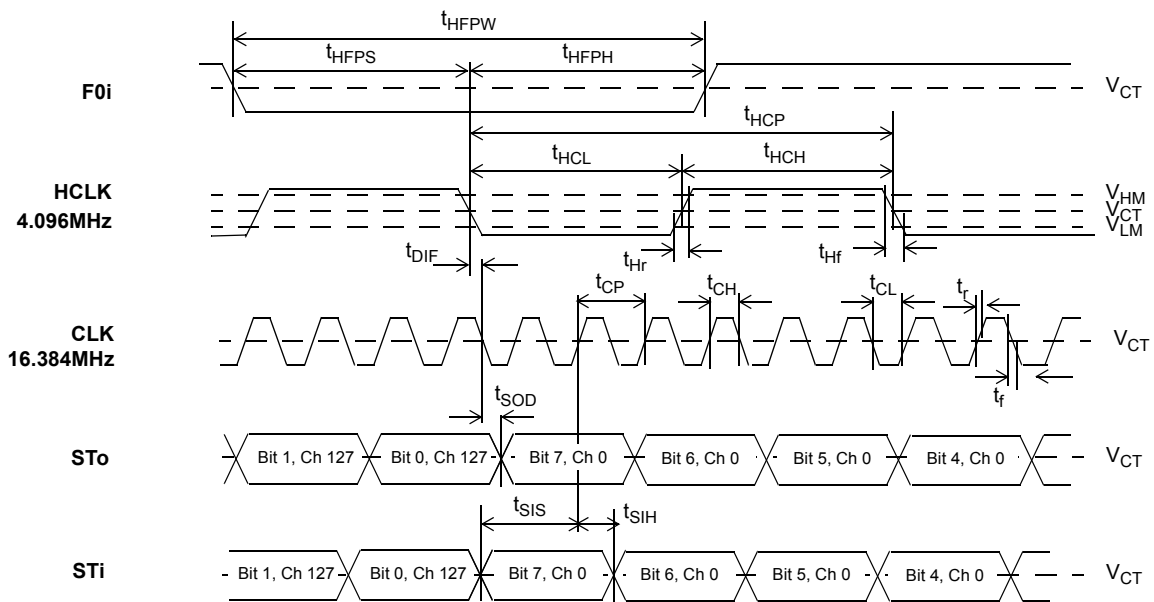 tHFPW
tHFPS tHFPH
F0i VCT
tHCP
tHCL tHCH
HCLK VHM
4.096MHz VCT
VLM
tDIF tHr tHf
tCP tCH tCL tr
CLK VCT
16.384MHz
tSOD tf
STo Bit 1, Ch 127 Bit 0, Ch 127 Bit 7, Ch 0 Bit 6, Ch 0 Bit 5, Ch 0 Bit 4, Ch 0 VCT
tSIS tSIH
STi Bit 1, Ch 127 Bit 0, Ch 127 Bit 7, Ch 0 Bit 6, Ch 0 Bit 5, Ch 0 Bit 4, Ch 0 VCT